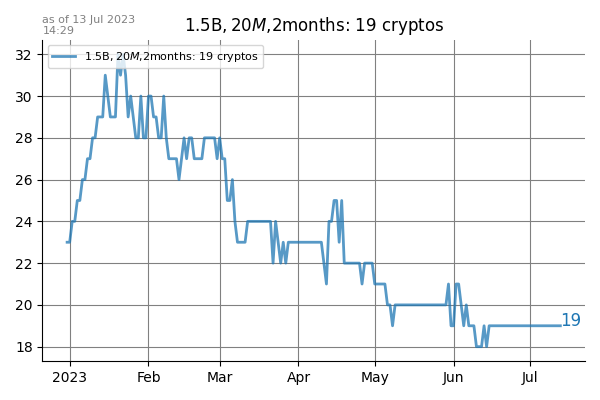 as of 13 Jul 2023
14:29
1.5B, 20M,2months: 19 cryptos
1.5B, 20M,2months: 19 cryptos
32
30
28
26
24
22
20
18
19
2023 Feb Mar Apr May Jun Jul